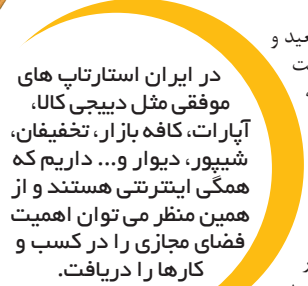 در ایران استارتاپ های
موفقی مثل دیجی کالا،
آپارات، کافه بازار، تخفیفان،
شیپور، دیوار و... داریم که
همگی اینترنتی هستند و از
همین منظر می توان اهمیت
فضای مجازی را در کسب و
کارها را دریافت.
عید و
ت